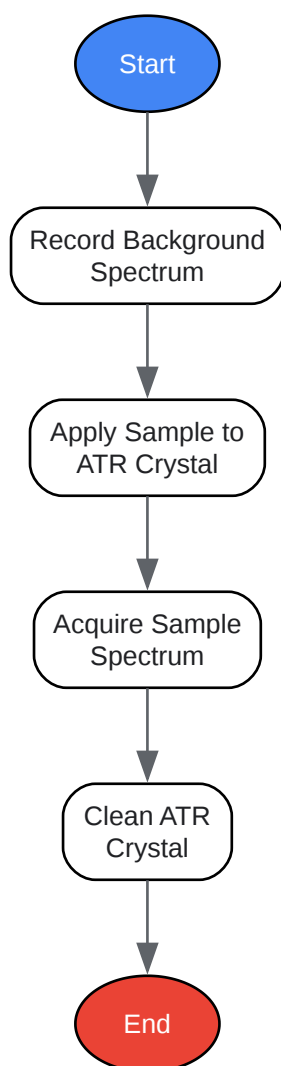 Start
Record Background
Spectrum
Apply Sample to
ATR Crystal
Acquire Sample
Spectrum
Clean ATR
Crystal
End